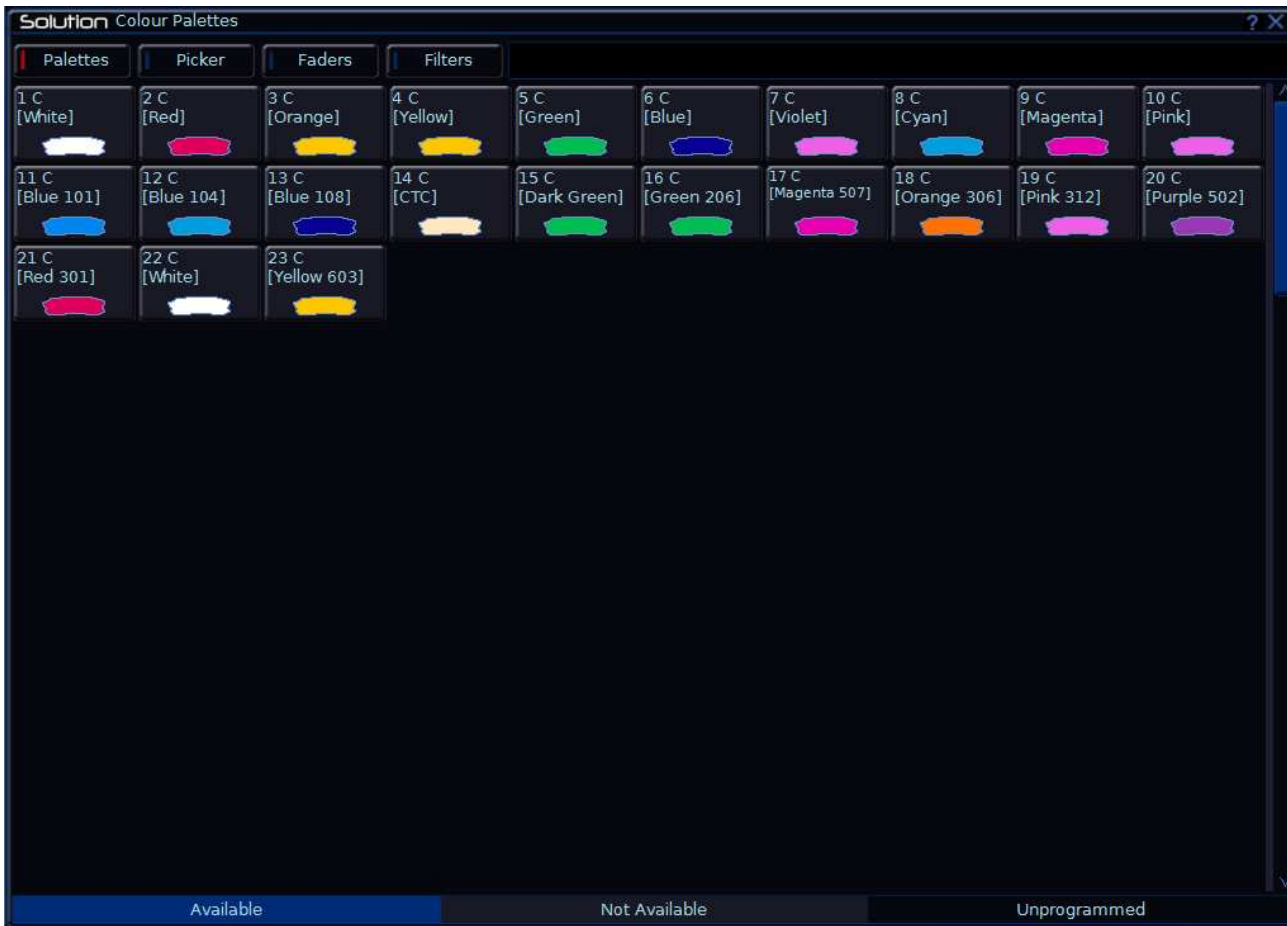 Solution Colour Palettes ? X
Palettes Picker Faders Filters
1 C 2 C 3 C 4 C 5 C 6 C 7 C 8 C 9 C 10 C
[White] [Red] [Orange] [Yellow] [Green] [Blue] [Violet] [Cyan] [Magenta] [Pink]
11 C 12 C 13 C 14 C 15 C 16 C 17 C 18 C 19 C 20 C
[Blue 101] [Blue 104] [Blue 108] [CTC] [Dark Green] [Green 206] [Magenta 507] [Orange 306] [Pink 312] [Purple 502]
21 C 22 C 23 C
[Red 301] [White] [Yellow 603]
Available Not Available Unprogrammed